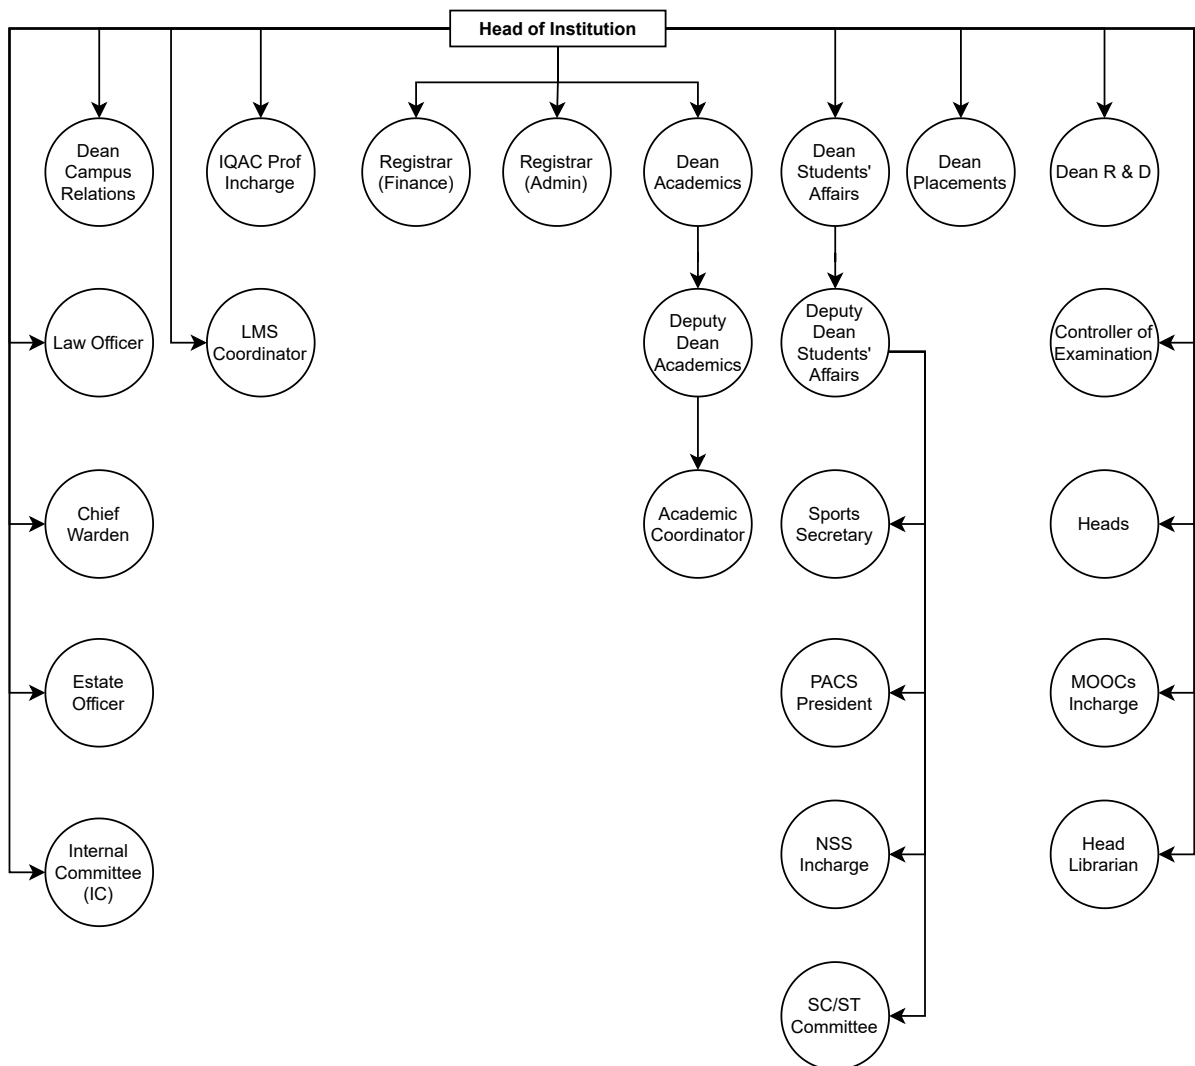 Head of Institution
Dean
Campus
Relations
IQAC Prof
Incharge
Registrar
(Finance)
Registrar
(Admin)
Dean
Academics
Dean
Students'
Affairs
Dean
Placements
Dean R & D
Law Officer
LMS
Coordinator
Deputy
Dean
Academics
Deputy
Dean
Students'
Affairs
Controller of
Examination
Chief
Warden
Academic
Coordinator
Sports
Secretary
Heads
Estate
Officer
PACS
President
MOOCs
Incharge
Internal
Committee
(IC)
NSS
Incharge
Head
Librarian
SC/ST
Committee